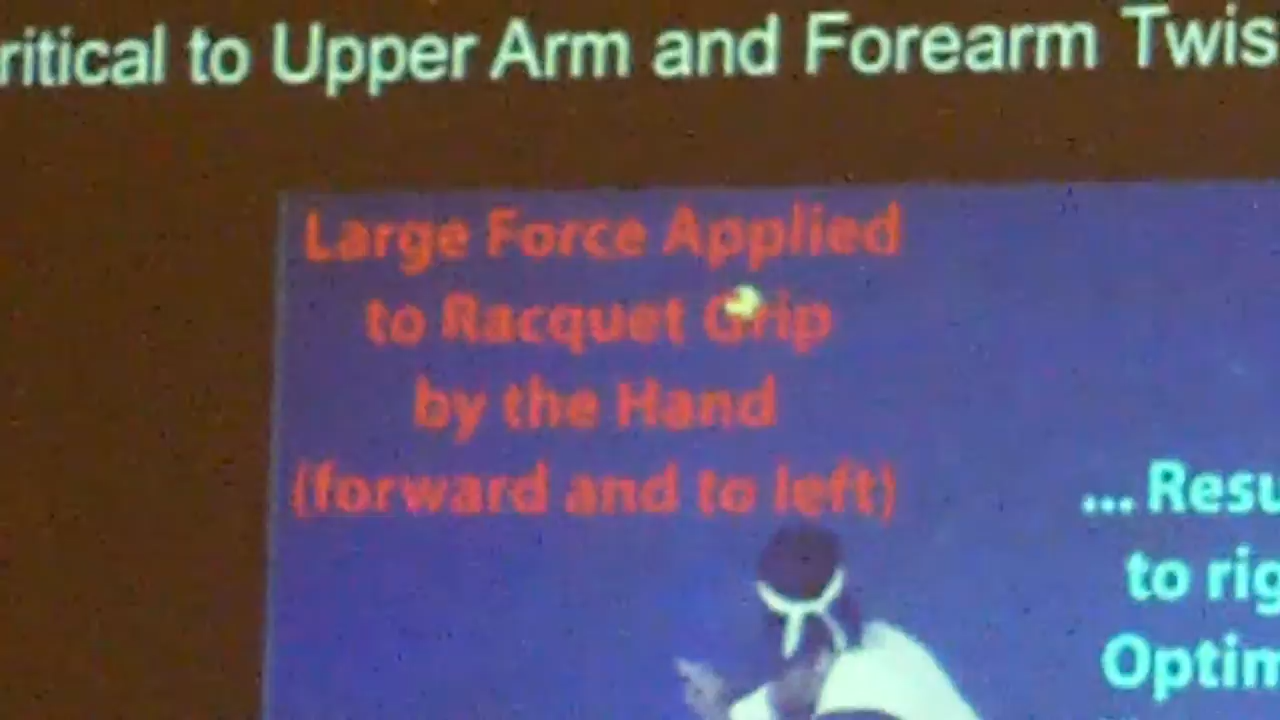 ritical to Upper Arm and Forearm Twis
Large Force Applied
to Racquet Grip
by the Hand
(forward and to left)
... Resu
to rig
Optim